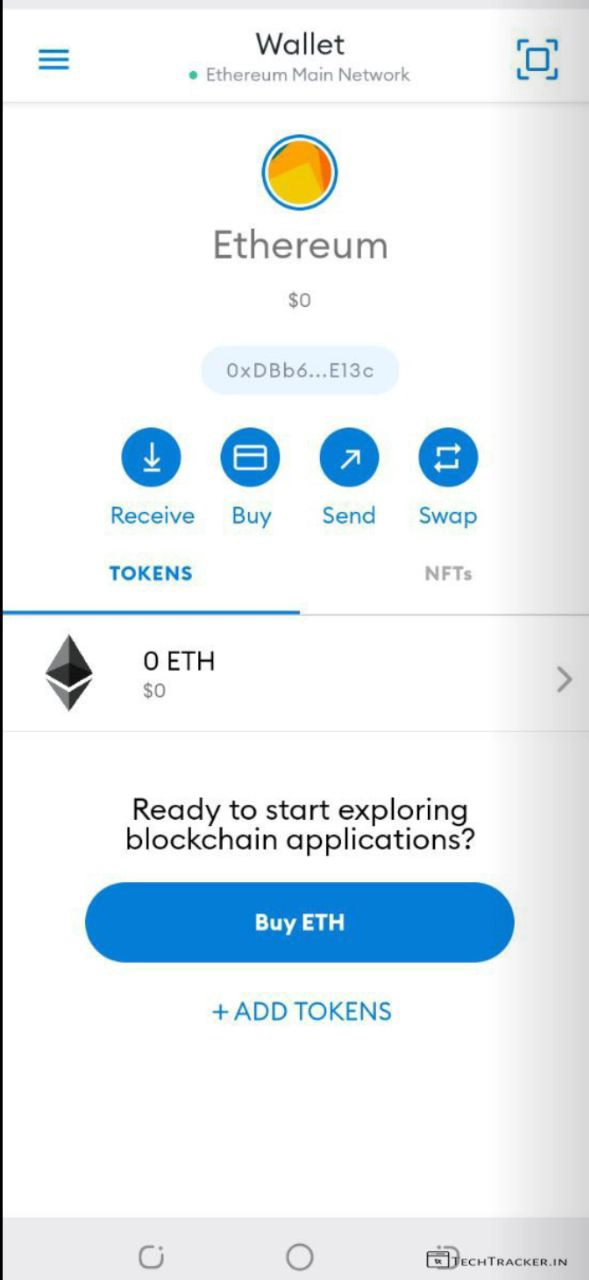 Wallet
Ethereum Main Network
Ethereum
$0
0xDBb6...E13c
Receive Buy Send Swap
TOKENS NFTs
0 ETH
$0
Ready to start exploring
blockchain applications?
Buy ETH
+ ADD TOKENS
TECHTRACKER.IN